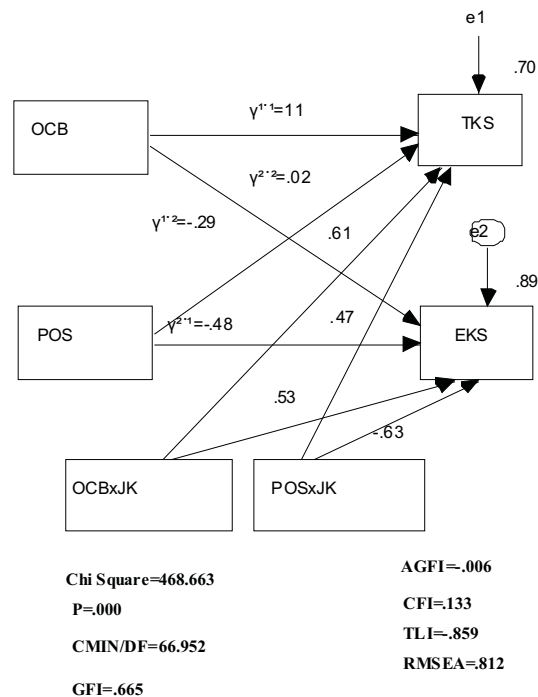 e1
.70
OCB
γ¹·¹=11
TKS
γ²·²=.02
γ¹·²=-.29
.61
e2
.89
POS
γ²·¹=-.48
.47
EKS
.53
-.63
OCBxJK
POSxJK
Chi Square=468.663
P=.000
CMIN/DF=66.952
GFI=.665
AGFI=-.006
CFI=.133
TLI=-.859
RMSEA=.812